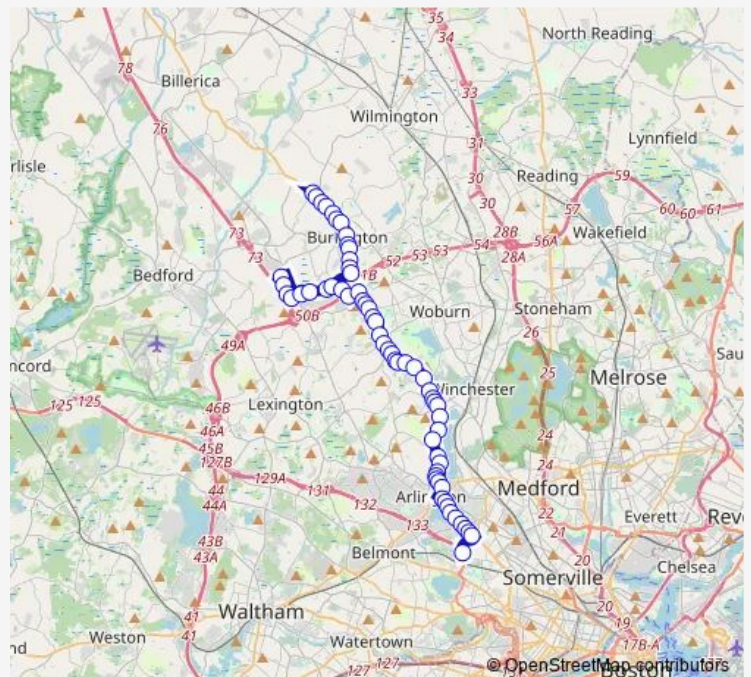 35
34
North Reading
78
Billerica
33
Wilmington
76
Lynnfield
31
rlisle
30
Reading
59
30
57
60 60 61
73
28B
56A
Wakefield
Burlington
54
73
52 53 53
28A
Bedford
1B
50B
Woburn
Stoneham
49A
26
ncord
Sau
25
Melrose
Winchester
125 125
46B
Lexington
46A
45B
24
127B
129A
24
44
131
Arlington
Medford
44A
132
22
Everett
Reve
133
21
43B
43A
Belmont
20
Chelsea
Somerville
20
41
Waltham
19
41
Weston
Watertown
17B-A
nd
127 127
© OpenStreetMap contributors
Boston